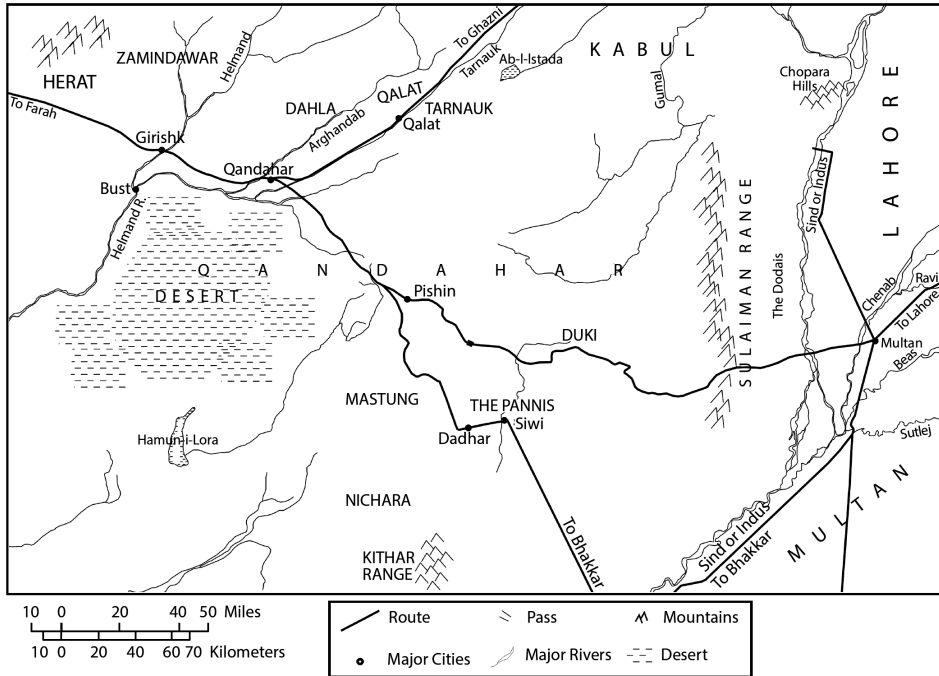 ZAMINDAWAR
Helmand
HERAT
To Farah
Girishk
Bust
Helmand R.
Qandahar
DAHLA
Arghandab
QALAT
TARNAUK
Qalat
To Ghazni
Tarnauk
Ab-I-Istada
KABUL
Gumal
Chopara
Hills
LAHORE
Sind or Indus
SULAIMAN RANGE
The Dodais
Chenab
Ravi
To Lahore
Multan
Beas
Sutlej
QANDAHAR
DESERT
Pishin
DUKI
MASTUNG
THE PANNIS
Siwi
Dadhar
Hamun-i-Lora
NICHARA
KITHAR
RANGE
To Bhakkar
Sind or Indus
To Bhakkar
MULTAN
10 0 20 40 50 Miles
10 0 20 40 60 70 Kilometers
Route
Pass
Mountains
Major Cities
Major Rivers
Desert